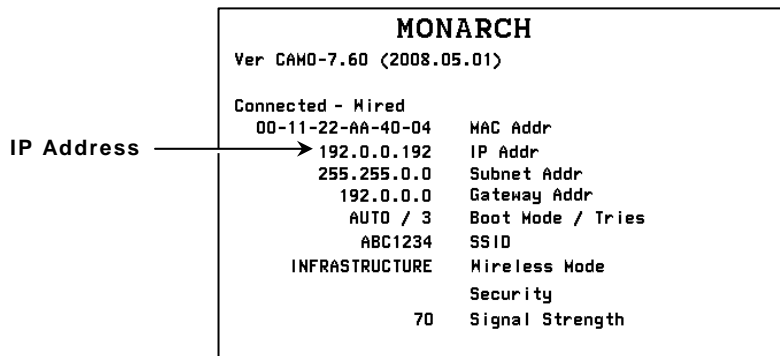 MONARCH
Ver CAMO-7.60 (2008.05.01)
Connected - Wired
00-11-22-AA-40-04 MAC Addr
IP Address 192.0.0.192 IP Addr
255.255.0.0 Subnet Addr
192.0.0.0 Gateway Addr
AUTO / 3 Boot Mode / Tries
ABC1234 SSID
INFRASTRUCTURE Wireless Mode
Security
70 Signal Strength